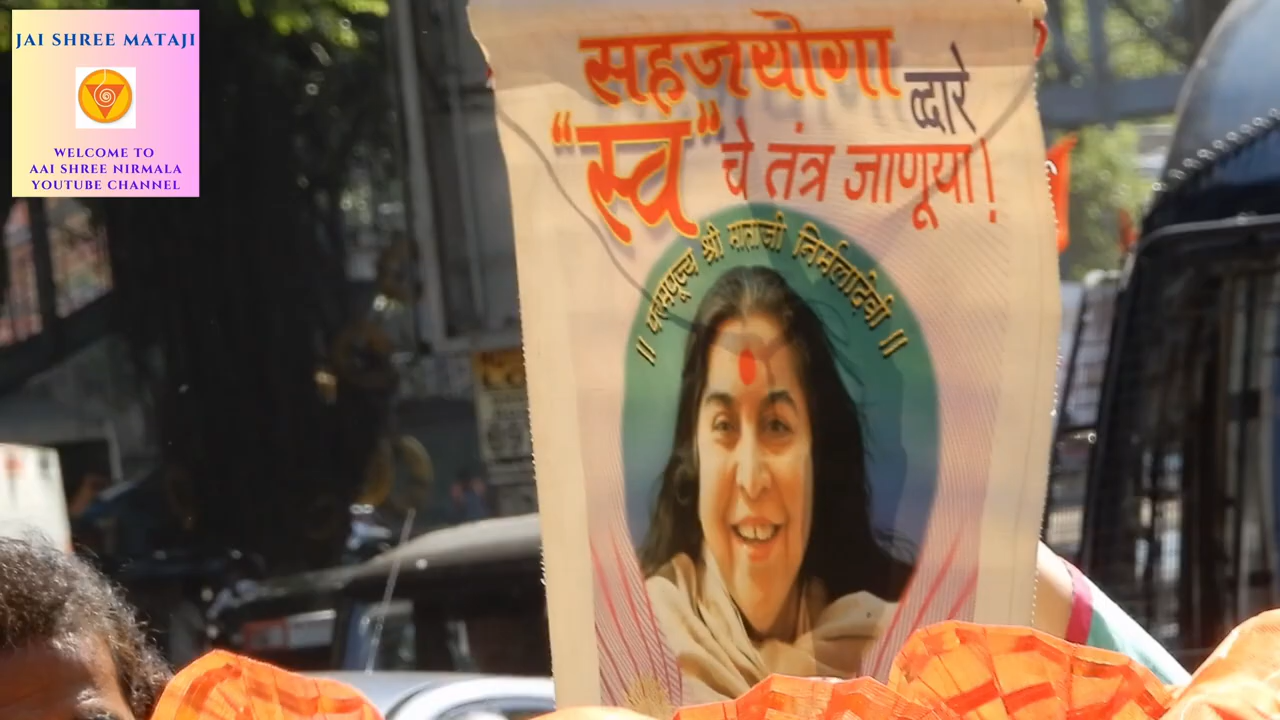 JAI SHREE MATAJI
WELCOME TO
AAI SHREE NIRMALA
YOUTUBE CHANNEL
सहजयोगा द्वारे
“स्व” चे तंत्र जाणूया!
॥ परमपूज्य श्री माताजी निर्मलादेवी ॥